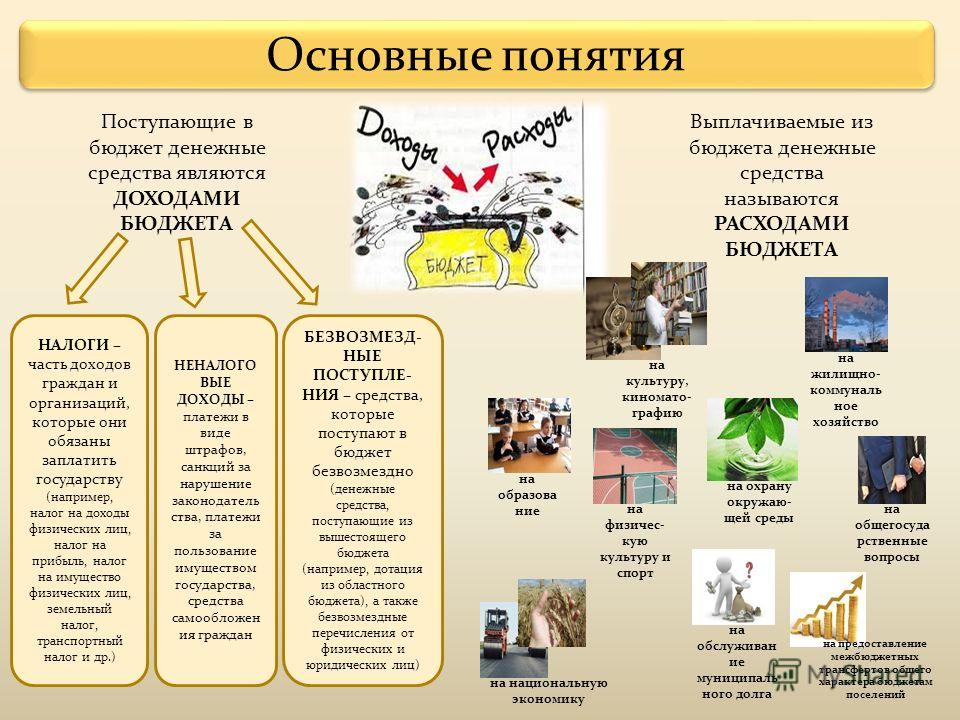 Основные понятия
Поступающие в
бюджет денежные
средства являются
ДОХОДАМИ
БЮДЖЕТА
Доходы
Расходы
БЮДЖЕТ
Выплачиваемые из
бюджета денежные
средства
называются
РАСХОДАМИ
БЮДЖЕТА
НАЛОГИ –
часть доходов
граждан и
организаций,
которые они
обязаны
заплатить
государству
(например,
налог на доходы
физических лиц,
налог на
прибыль, налог
на имущество
физических лиц,
земельный
налог,
транспортный
налог и др.)
НЕНАЛОГО
ВЫЕ
ДОХОДЫ –
платежи в
виде
штрафов,
санкций за
нарушение
законодатель
ства, платежи
за
пользование
имуществом
государства,
средства
самообложен
ия граждан
БЕЗВОЗМЕЗД-
НЫЕ
ПОСТУПЛЕ-
НИЯ – средства,
которые
поступают в
бюджет
безвозмездно
(денежные
средства,
поступающие из
вышестоящего
бюджета
(например, дотация
из областного
бюджета), а также
безвозмездные
перечисления от
физических и
юридических лиц)
на
культуру,
киномато-
графию
на
жилищно-
коммуналь
ное
хозяйство
на
образова
ние
на
физичес-
кую
культуру и
спорт
на охрану
окружаю-
щей среды
на
общегосуда
рственные
вопросы
на национальную
экономику
на
обслуживан
ие
муниципаль
ного долга
на предоставление
межбюджетных
трансфертов общего
характера бюджетам
поселений
MyShared